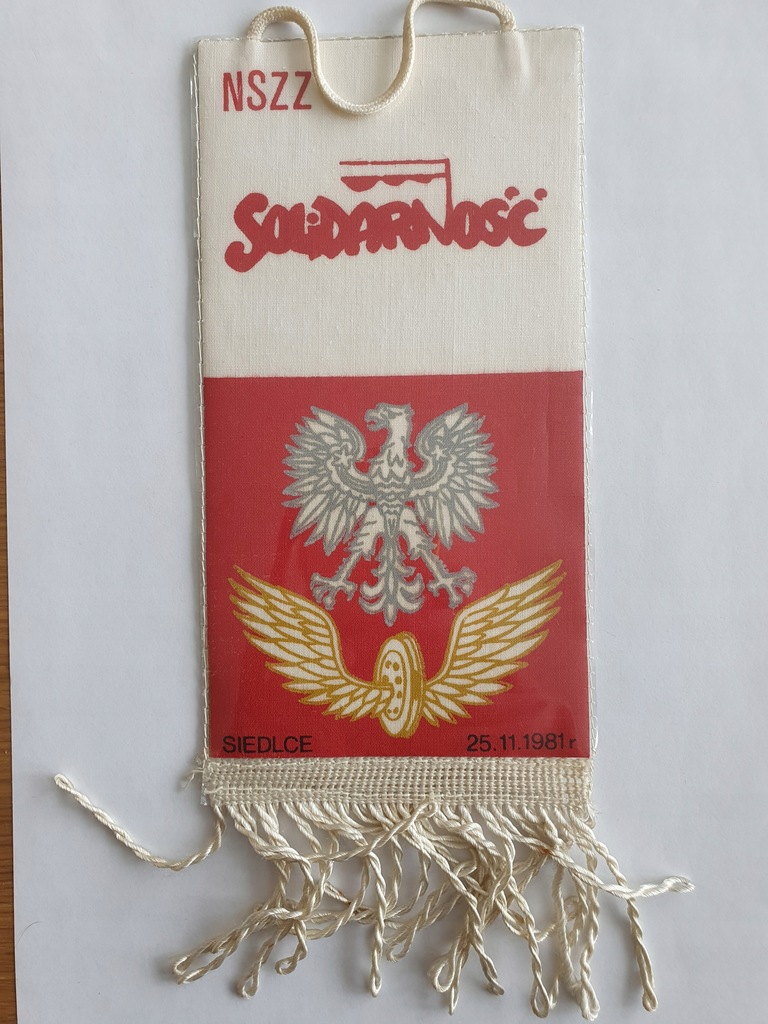 NSZZ
SOLiDARNOŚĆ
SIEDLCE 25.11.1981 r